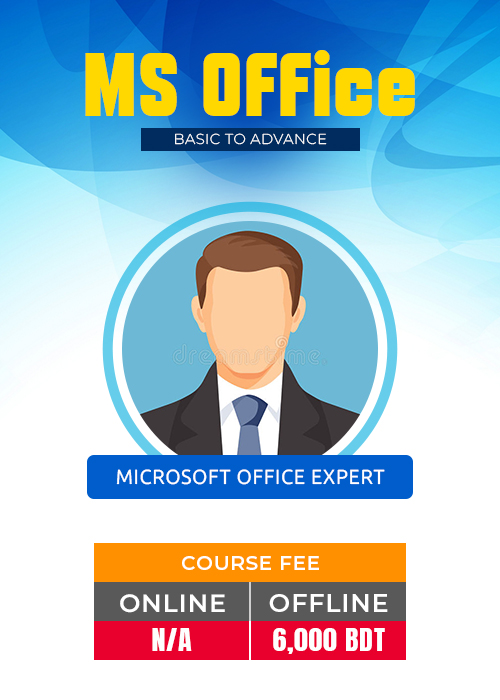 MS OFFice
BASIC TO ADVANCE
dreamstime.
MICROSOFT OFFICE EXPERT
COURSE FEE
ONLINE OFFLINE
N/A 6,000 BDT